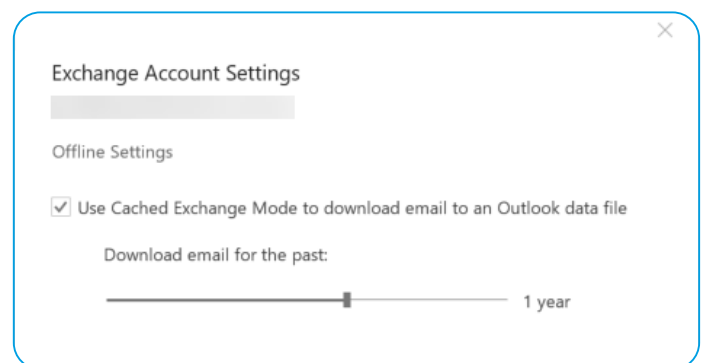 Exchange Account Settings
Offline Settings
Use Cached Exchange Mode to download email to an Outlook data file
Download email for the past:
1 year